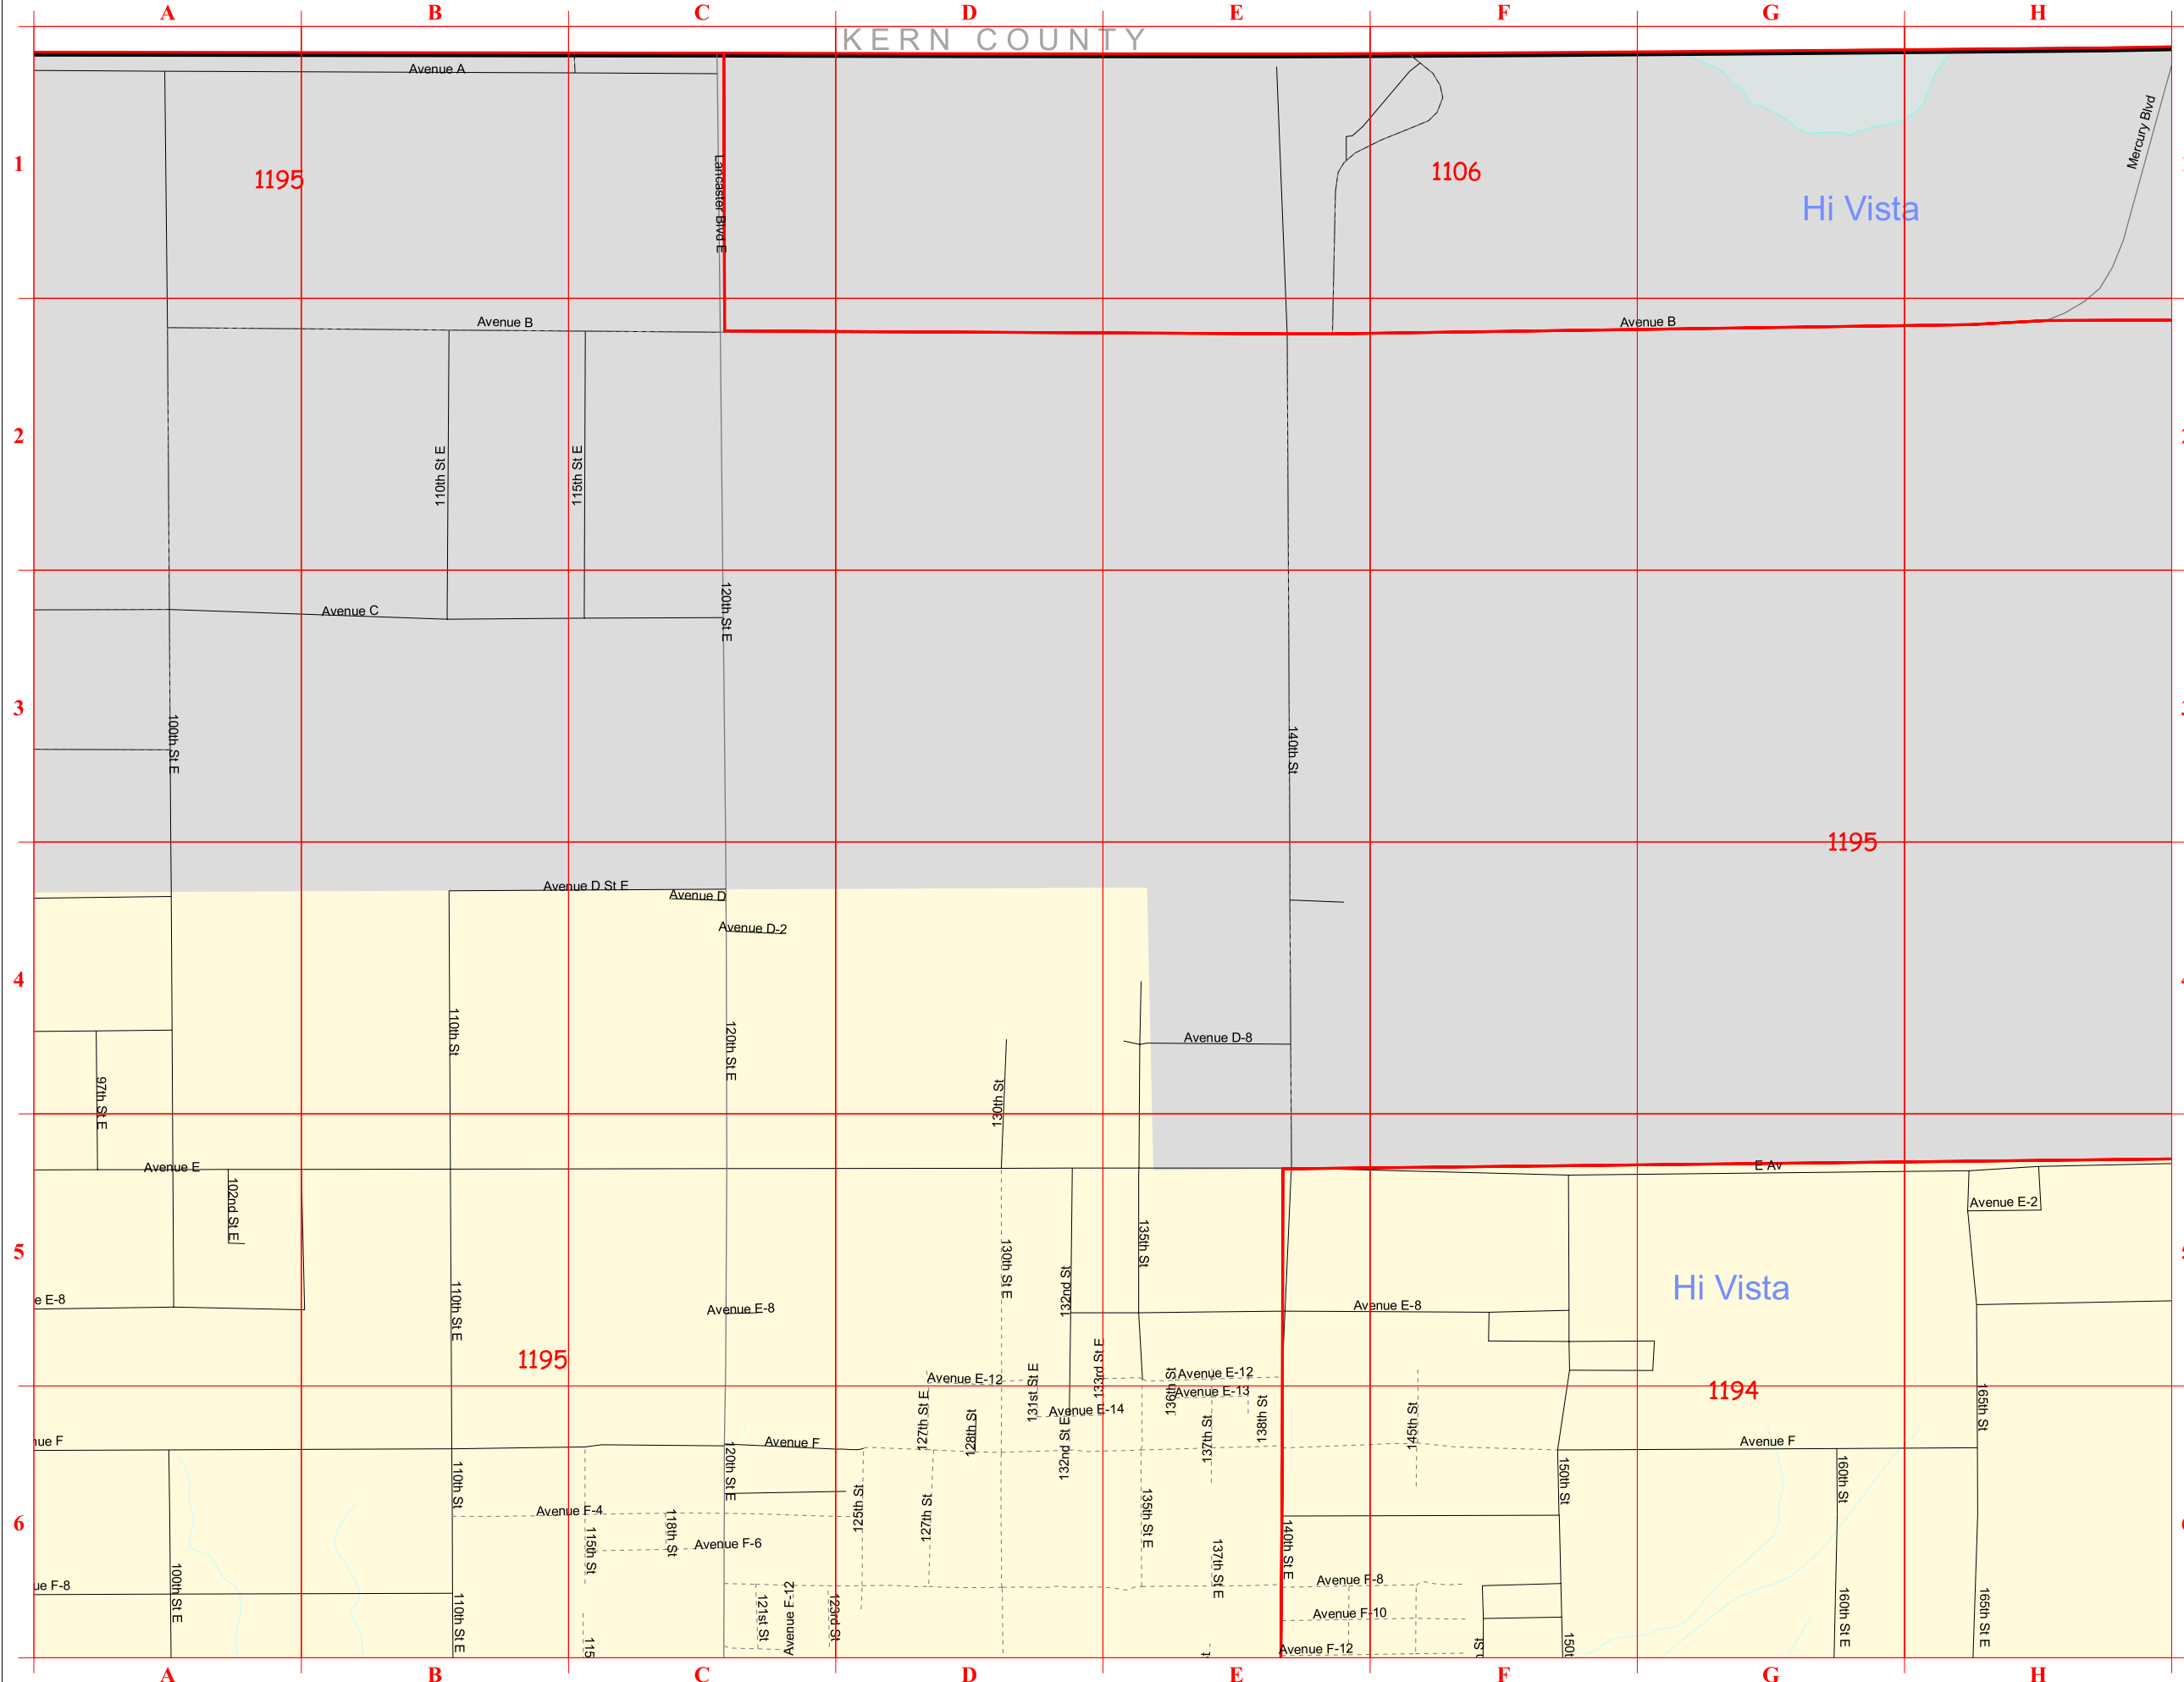 A B C D E F G H
KERN COUNTY
Avenue A
Mercury Blvd
1
1195
Lancaster Blvd E
1106
Hi Vista
Avenue B
Avenue B
2
110th St E
115th St E
Avenue C
120th St E
3
100th St E
140th St
1195
Avenue D St E
Avenue D
Avenue D-2
4
110th St
120th St E
Avenue D-8
97th St E
130th St
Avenue E
E Av
102nd St E
Avenue E-2
5
135th St
130th St E
132nd St
110th St E
e E-8
Avenue E-8
Avenue E-8
Hi Vista
1195
133rd St E
131st St E
Avenue E-12
136th St
Avenue E-12
1194
Avenue E-13
127th St E
128th St
Avenue E-14
132nd St E
137th St
138th St
145th St
165th St
nue F
Avenue F
Avenue F
120th St E
110th St
125th St
127th St
135th St E
150th St
160th St
6
Avenue F-4
115th St
118th St
Avenue F-6
140th St E
137th St E
ue F-8
Avenue F-8
100th St E
110th St E
121st St
Avenue F-12
123rd St
Avenue F-10
160th St E
165th St E
115
Avenue F-12
St
150t
A B C D E F G H